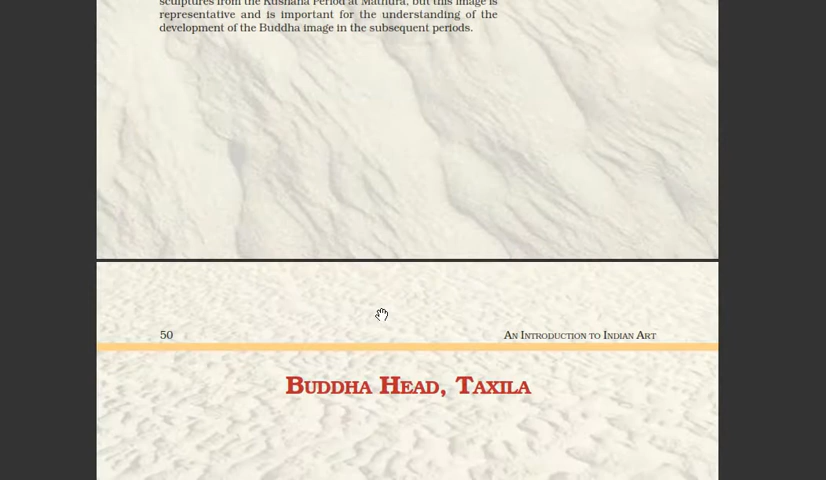 sculptures from the Kushana Period at Mathura, but this image is
representative and is important for the understanding of the
development of the Buddha image in the subsequent periods.
50
An Introduction to Indian Art
Buddha Head, Taxila